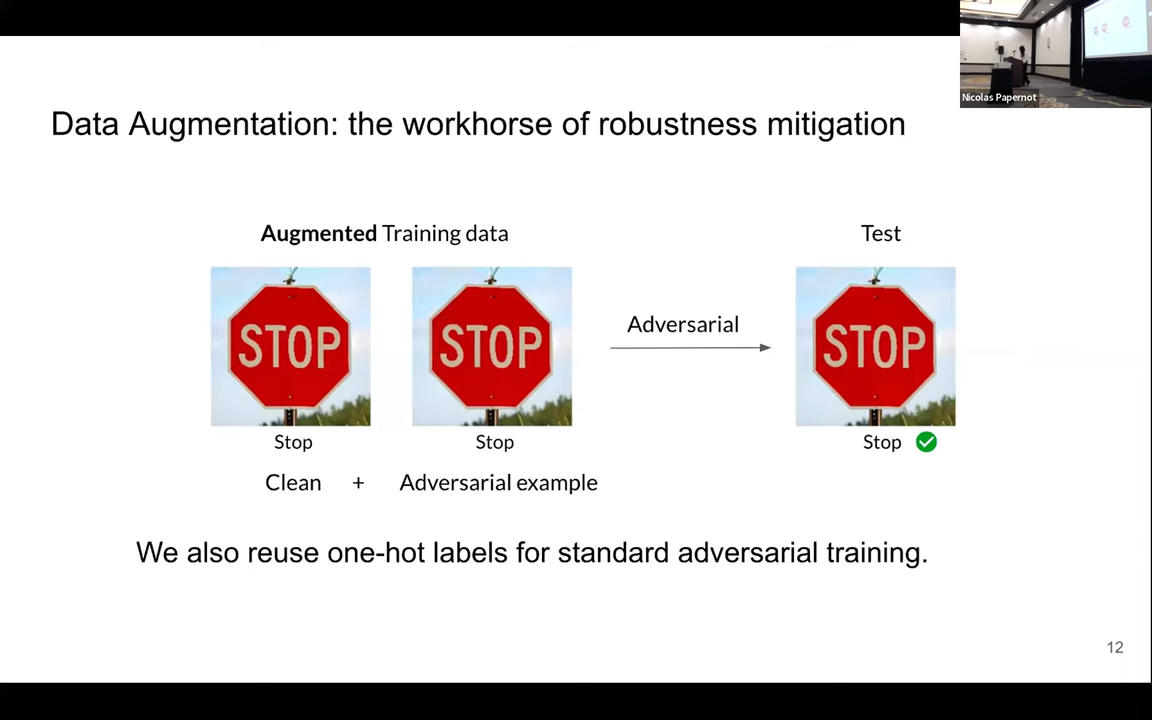 Nicolas Papernot
Data Augmentation: the workhorse of robustness mitigation
Augmented Training data
Test
STOP
STOP
Adversarial
STOP
Stop
Stop
Stop
Clean + Adversarial example
We also reuse one-hot labels for standard adversarial training.
12